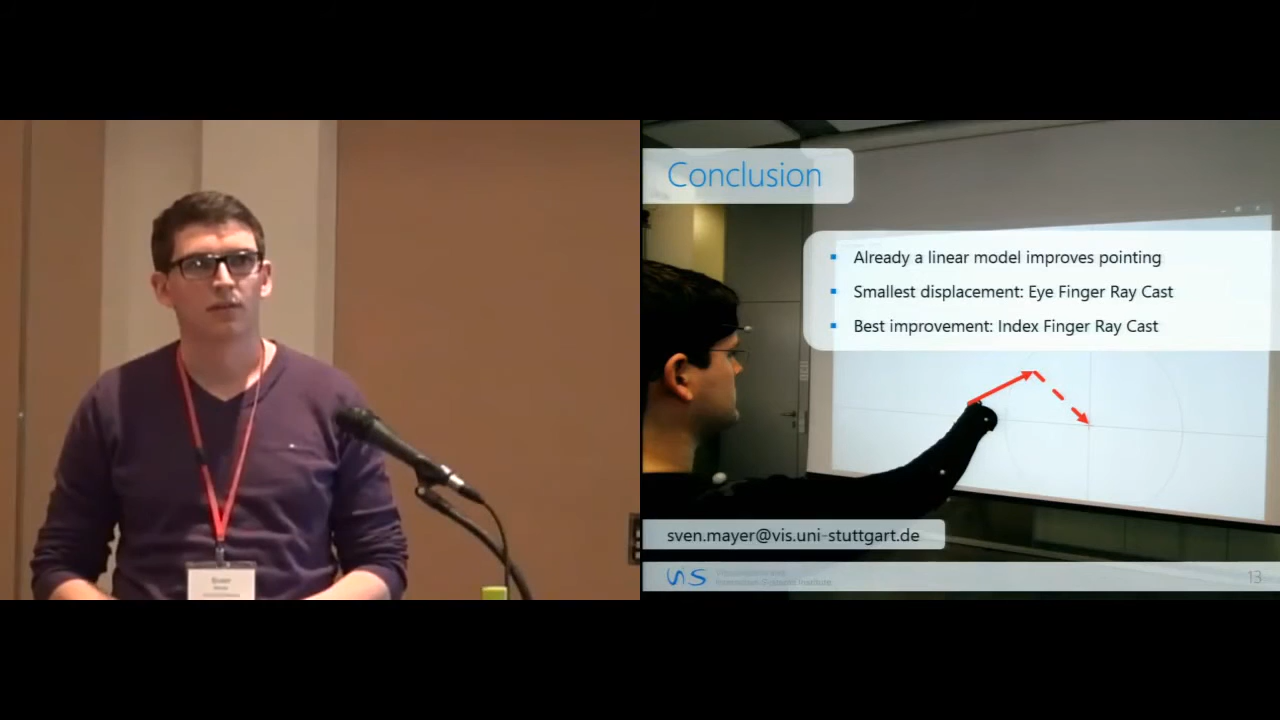 Conclusion
Already a linear model improves pointing
Smallest displacement: Eye Finger Ray Cast
Best improvement: Index Finger Ray Cast
sven.mayer@vis.uni-stuttgart.de
VIS
13